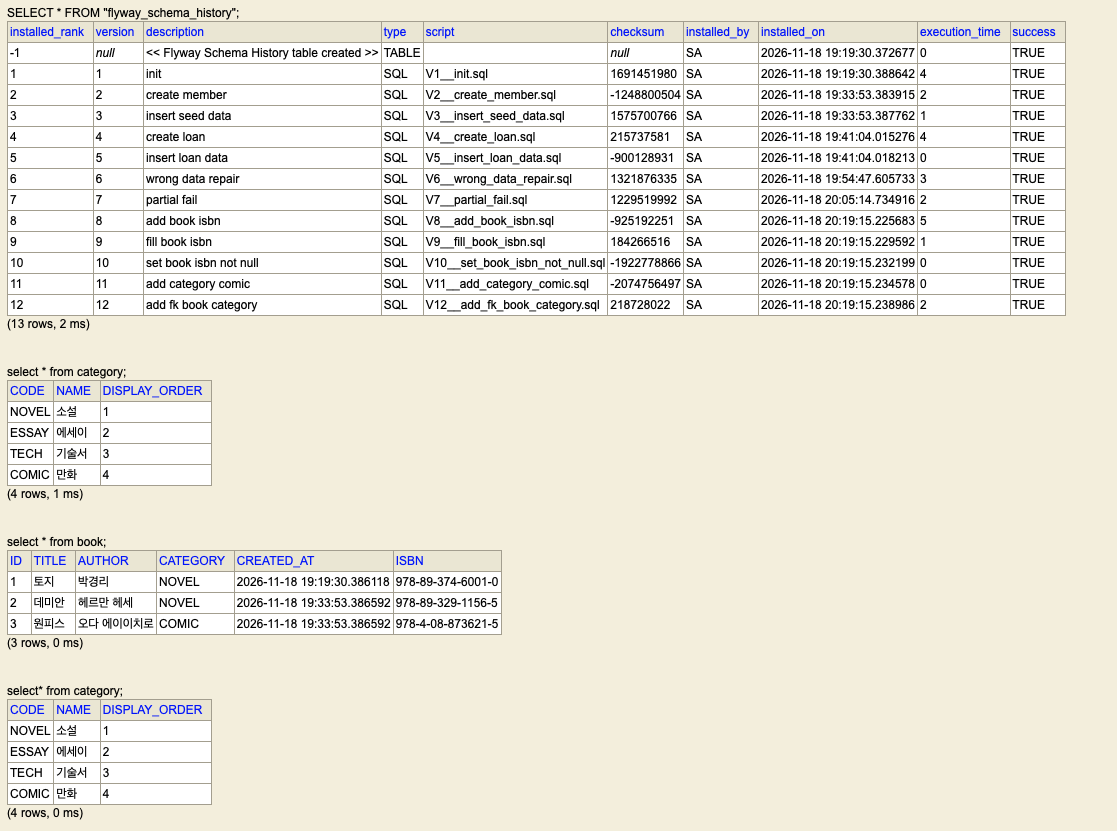 SELECT * FROM "flyway_schema_history";
installed_rank version description type script checksum installed_by installed_on execution_time success
-1 null << Flyway Schema History table created >> TABLE null SA 2026-11-18 19:19:30.372677 0 TRUE
1 1 init SQL V1__init.sql 1691451980 SA 2026-11-18 19:19:30.388642 4 TRUE
2 2 create member SQL V2__create_member.sql -1248800504 SA 2026-11-18 19:33:53.383915 2 TRUE
3 3 insert seed data SQL V3__insert_seed_data.sql 1575700766 SA 2026-11-18 19:33:53.387762 1 TRUE
4 4 create loan SQL V4__create_loan.sql 215737581 SA 2026-11-18 19:41:04.015276 4 TRUE
5 5 insert loan data SQL V5__insert_loan_data.sql -900128931 SA 2026-11-18 19:41:04.018213 0 TRUE
6 6 wrong data repair SQL V6__wrong_data_repair.sql 1321876335 SA 2026-11-18 19:54:47.605733 3 TRUE
7 7 partial fail SQL V7__partial_fail.sql 1229519992 SA 2026-11-18 20:05:14.734916 2 TRUE
8 8 add book isbn SQL V8__add_book_isbn.sql -925192251 SA 2026-11-18 20:19:15.225683 5 TRUE
9 9 fill book isbn SQL V9__fill_book_isbn.sql 184266516 SA 2026-11-18 20:19:15.229592 1 TRUE
10 10 set book isbn not null SQL V10__set_book_isbn_not_null.sql -1922778866 SA 2026-11-18 20:19:15.232199 0 TRUE
11 11 add category comic SQL V11__add_category_comic.sql -2074756497 SA 2026-11-18 20:19:15.234578 0 TRUE
12 12 add fk book category SQL V12__add_fk_book_category.sql 218728022 SA 2026-11-18 20:19:15.238986 2 TRUE
(13 rows, 2 ms)
select * from category;
CODE NAME DISPLAY_ORDER
NOVEL 소설 1
ESSAY 에세이 2
TECH 기술서 3
COMIC 만화 4
(4 rows, 1 ms)
select * from book;
ID TITLE AUTHOR CATEGORY CREATED_AT ISBN
1 토지 박경리 NOVEL 2026-11-18 19:19:30.386118 978-89-374-6001-0
2 데미안 헤르만 헤세 NOVEL 2026-11-18 19:33:53.386592 978-89-329-1156-5
3 원피스 오다 에이이치로 COMIC 2026-11-18 19:33:53.386592 978-4-08-873621-5
(3 rows, 0 ms)
select* from category;
CODE NAME DISPLAY_ORDER
NOVEL 소설 1
ESSAY 에세이 2
TECH 기술서 3
COMIC 만화 4
(4 rows, 0 ms)